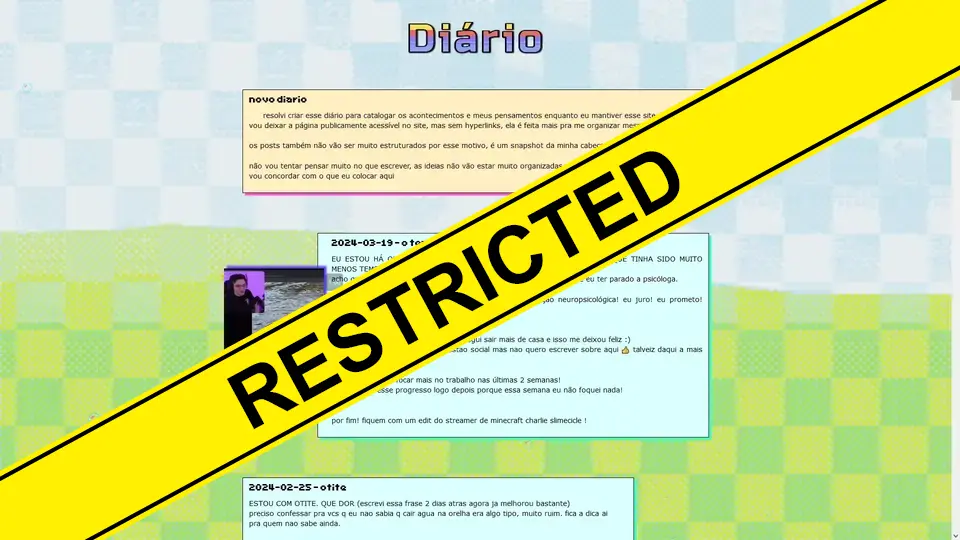 Diário
novo diario
resolvi criar esse diário para catalogar os acontecimentos e meus pensamentos enquanto eu mantiver esse site
vou deixar a página publicamente acessível no site, mas sem hyperlinks, ela é feita mais pra me organizar
os posts também não vão ser muito estruturados por esse motivo, é um snapshot da minha
não vou tentar pensar muito no que escrever, as ideias não vão estar muito organizadas
vou concordar com o que eu colocar aqui
RESTRICTED
2024-03-19 - o
EU ESTOU HÁ TINHA SIDO MUITO
MENOS
eu ter parado a psicóloga.
neuropsicológica! eu juro! eu prometo!
sair mais de casa e isso me deixou feliz :)
social mas nao quero escrever sobre aqui 👍 talveiz daqui a mais
mais no trabalho nas últimas 2 semanas!
esse progresso logo depois porque essa semana eu não foquei nada!
por fim! fiquem com um edit do streamer de minecraft charlie slimecicle !
2024-02-25 - otite
ESTOU COM OTITE. QUE DOR (escrevi essa frase 2 dias atras agora ja melhorou bastante)
preciso confessar pra vcs q eu nao sabia q cair agua na orelha era algo tipo, muito ruim. fica a dica ai
pra quem nao sabe ainda.